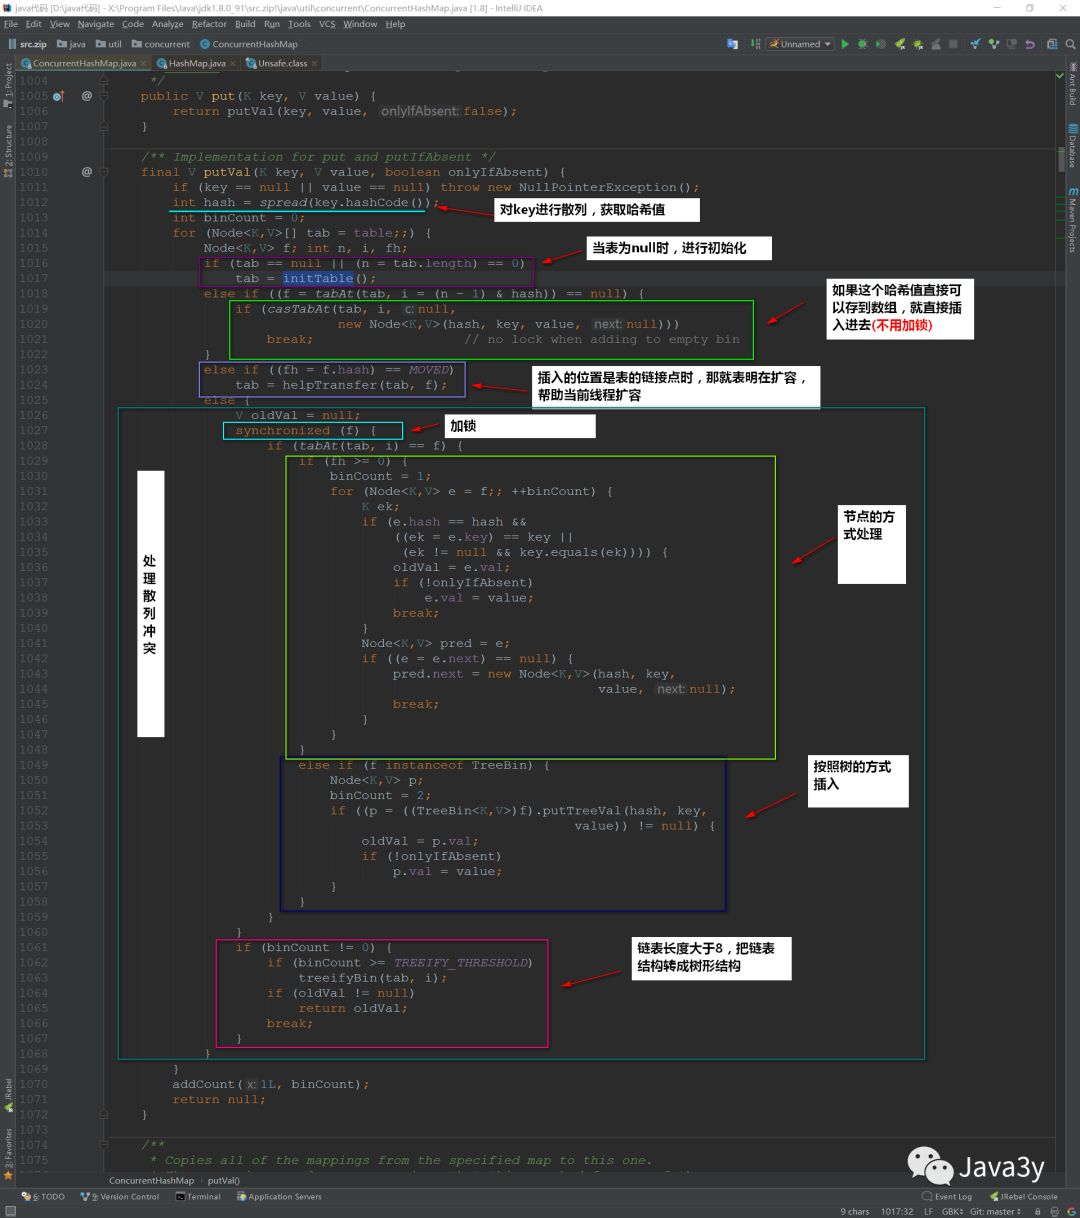 java代码 [D:\java代码] - X:\Program Files\Java\jdk1.8.0_91\src.zip!\java\util\concurrent\ConcurrentHashMap.java [1.8] - IntelliJ IDEA
File Edit View Navigate Code Analyze Refactor Build Run Tools VCS Window Help
src.zip java util concurrent ConcurrentHashMap Unnamed
ConcurrentHashMap.java HashMap.java Unsafe.class
1: Project
2: Structure
JRebel
2: Favorites
Ant Build
Database
Maven Projects
1004 */
1005 @ public V put(K key, V value) {
1006 return putVal(key, value, onlyIfAbsent: false);
1007 }
1008
1009 /** Implementation for put and putIfAbsent */
1010 @ final V putVal(K key, V value, boolean onlyIfAbsent) {
1011 if (key == null || value == null) throw new NullPointerException();
1012 int hash = spread(key.hashCode());
对key进行散列，获取哈希值
1013 int binCount = 0;
1014 for (Node<K,V>[] tab = table;;) {
1015 Node<K,V> f; int n, i, fh;
当表为null时，进行初始化
1016 if (tab == null || (n = tab.length) == 0)
1017 tab = initTable();
1018 else if ((f = tabAt(tab, i = (n - 1) & hash)) == null) {
1019 if (casTabAt(tab, i, c: null,
1020 new Node<K,V>(hash, key, value, next: null)))
1021 break; // no lock when adding to empty bin
1022 }
如果这个哈希值直接可
以存到数组，就直接插
入进去(不用加锁)
1023 else if ((fh = f.hash) == MOVED)
1024 tab = helpTransfer(tab, f);
插入的位置是表的链接点时，那就表明在扩容，
帮助当前线程扩容
1025 else {
1026 V oldVal = null;
1027 synchronized (f) {
加锁
1028 if (tabAt(tab, i) == f) {
1029 if (fh >= 0) {
1030 binCount = 1;
1031 for (Node<K,V> e = f;; ++binCount) {
1032 K ek;
1033 if (e.hash == hash &&
1034 ((ek = e.key) == key ||
1035 (ek != null && key.equals(ek)))) {
1036 oldVal = e.val;
1037 if (!onlyIfAbsent)
1038 e.val = value;
1039 break;
1040 }
1041 Node<K,V> pred = e;
1042 if ((e = e.next) == null) {
1043 pred.next = new Node<K,V>(hash, key,
1044 value, next: null);
1045 break;
1046 }
1047 }
1048 }
节点的方
式处理
处
理
散
列
冲
突
1049 else if (f instanceof TreeBin) {
1050 Node<K,V> p;
1051 binCount = 2;
1052 if ((p = ((TreeBin<K,V>)f).putTreeVal(hash, key,
1053 value)) != null) {
1054 oldVal = p.val;
1055 if (!onlyIfAbsent)
1056 p.val = value;
1057 }
1058 }
1059 }
1060 }
按照树的方式
插入
1061 if (binCount != 0) {
1062 if (binCount >= TREEIFY_THRESHOLD)
1063 treeifyBin(tab, i);
1064 if (oldVal != null)
1065 return oldVal;
1066 break;
1067 }
1068 }
链表长度大于8，把链表
结构转成树形结构
1069 }
1070 addCount(x: 1L, binCount);
1071 return null;
1072 }
1073
1074 /**
1075 * Copies all of the mappings from the specified map to this one.
Java3y
ConcurrentHashMap putVal()
6: TODO 9: Version Control Terminal Application Servers Event Log JRebel Console
9 chars 1017:32 LF GBK Git: master